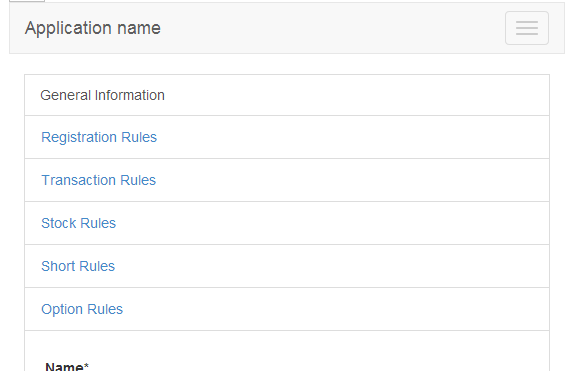 Application name
General Information
Registration Rules
Transaction Rules
Stock Rules
Short Rules
Option Rules
Name*